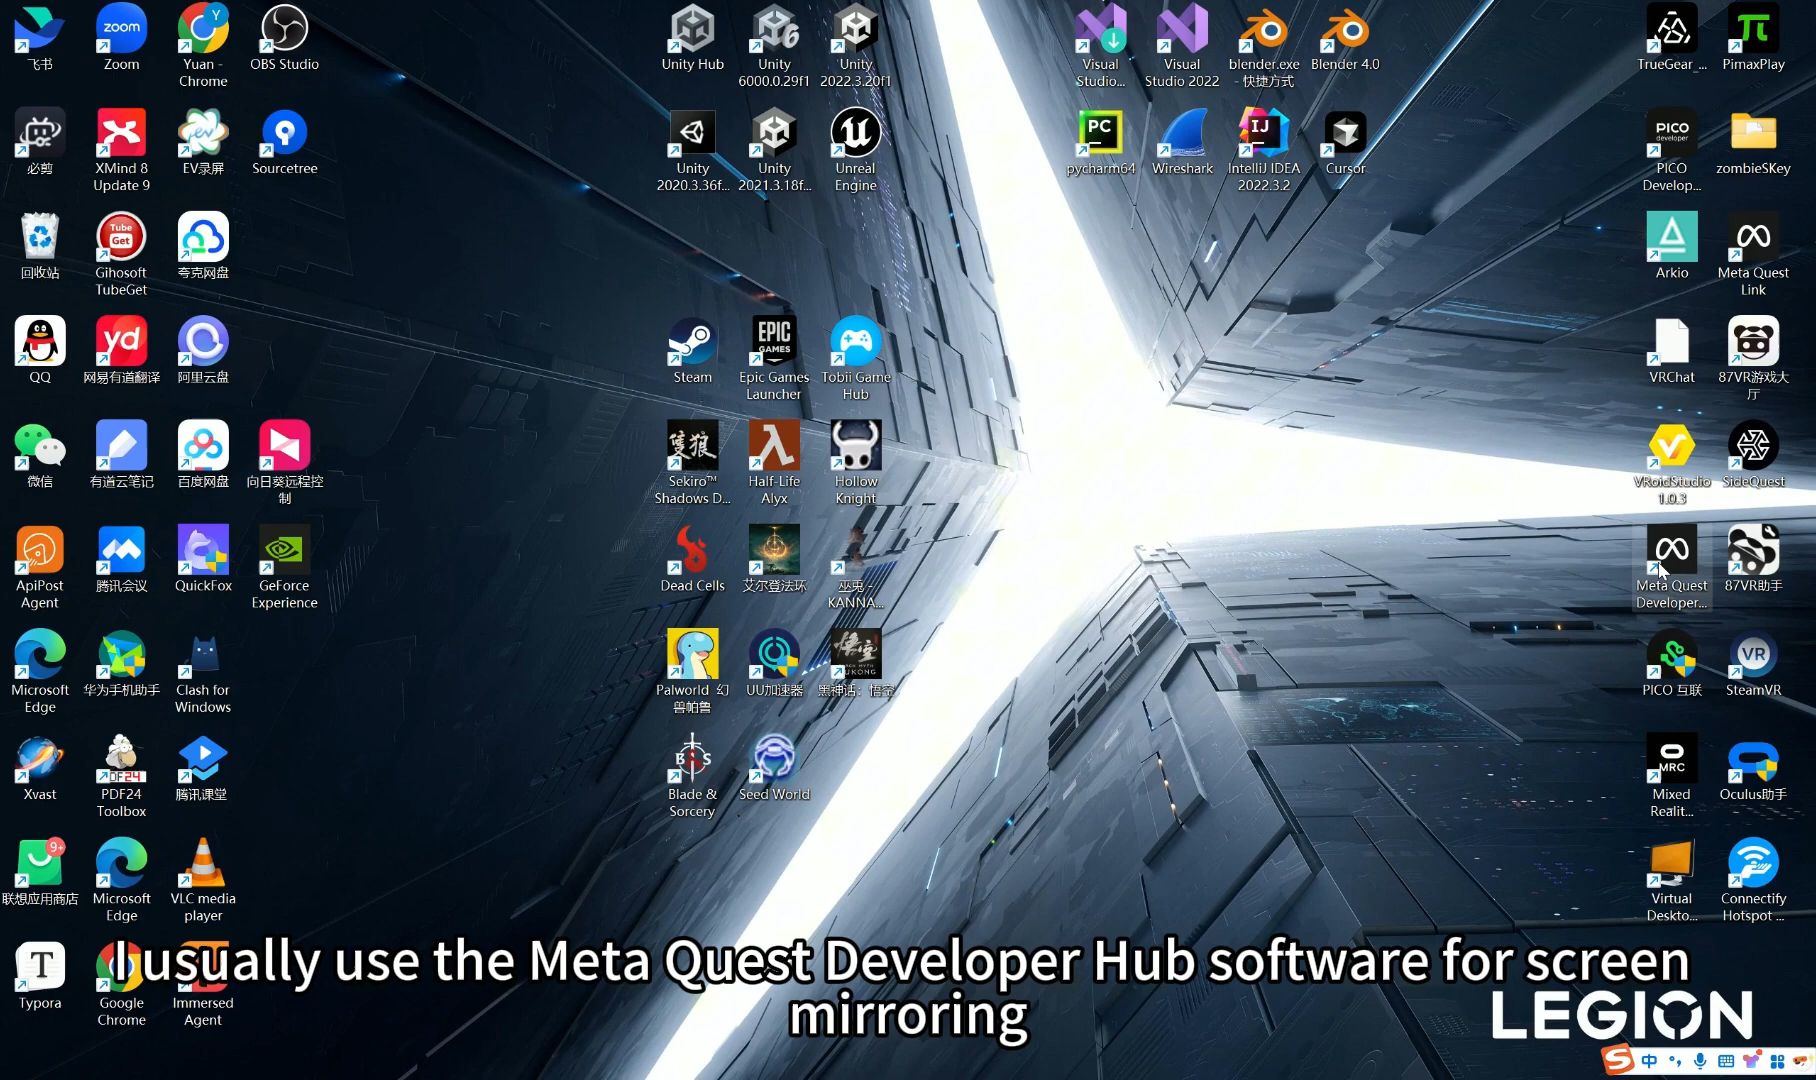 飞书
Zoom
Yuan -
Chrome
OBS Studio
Unity Hub
Unity
6000.0.29f1
Unity
2022.3.20f1
Visual
Studio...
Visual
Studio 2022
blender.exe
- 快捷方式
Blender 4.0
TrueGear_...
PimaxPlay
必剪
XMind 8
Update 9
EV录屏
Sourcetree
Unity
2020.3.36f...
Unity
2021.3.18f...
Unreal
Engine
pycharm64
Wireshark
IntelliJ IDEA
2022.3.2
Cursor
PICO
Develop...
zombieSKey
回收站
Gihosoft
TubeGet
夸克网盘
Arkio
Meta Quest
Link
QQ
网易有道翻译
阿里云盘
Steam
Epic Games
Launcher
Tobii Game
Hub
VRChat
87VR游戏大
厅
微信
有道云笔记
百度网盘
向日葵远程控
制
Sekiro™
Shadows D...
Half-Life
Alyx
Hollow
Knight
VRoidStudio
1.0.3
SideQuest
ApiPost
Agent
腾讯会议
QuickFox
GeForce
Experience
Dead Cells
艾尔登法环
巫兎 -
KANNA...
Meta Quest
Developer...
87VR助手
Microsoft
Edge
华为手机助手
Clash for
Windows
Palworld 幻
兽帕鲁
UU加速器
黑神话：悟空
PICO 互联
SteamVR
Xvast
PDF24
Toolbox
腾讯课堂
Blade &
Sorcery
Seed World
Mixed
Realit...
Oculus助手
联想应用商店
Microsoft
Edge
VLC media
player
Virtual
Deskto...
Connectify
Hotspot ...
Typora
Google
Chrome
Immersed
Agent
I usually use the Meta Quest Developer Hub software for screen
mirroring
LEGION
中